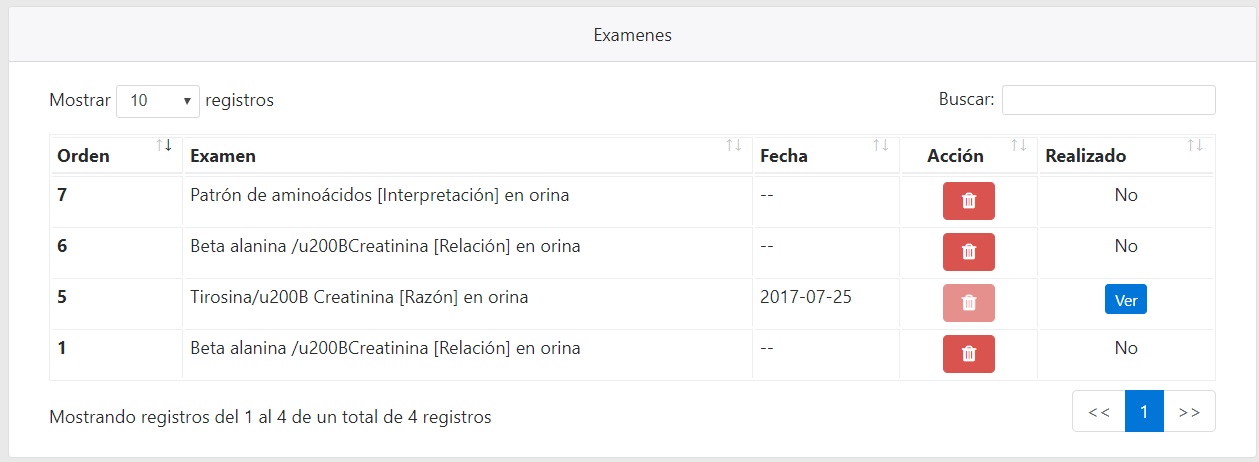 Examenes
Mostrar 10 registros Buscar:
Orden Examen Fecha Acción Realizado
7 Patrón de aminoácidos [Interpretación] en orina -- No
6 Beta alanina /u200BCreatinina [Relación] en orina -- No
5 Tirosina/u200B Creatinina [Razón] en orina 2017-07-25 Ver
1 Beta alanina /u200BCreatinina [Relación] en orina -- No
Mostrando registros del 1 al 4 de un total de 4 registros << 1 >>